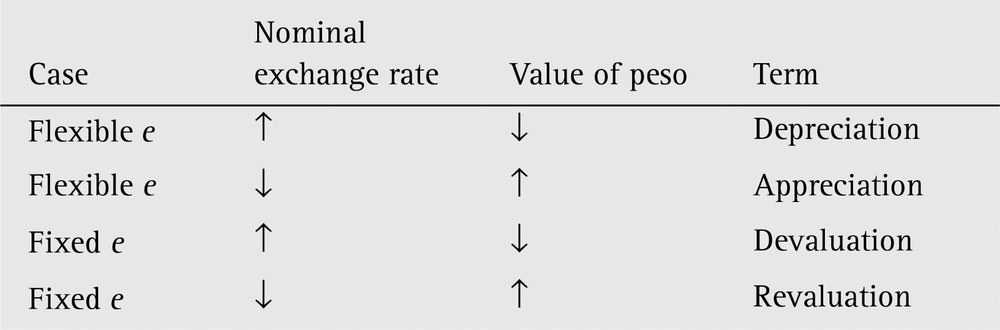 Nominal
Case exchange rate Value of peso Term
Flexible e ↑ ↓ Depreciation
Flexible e ↓ ↑ Appreciation
Fixed e ↑ ↓ Devaluation
Fixed e ↓ ↑ Revaluation